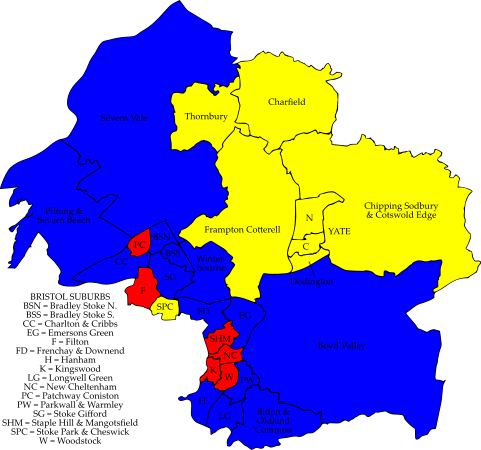 Charfield
Thornbury
Severn Vale
Chipping Sodbury
& Cotswold Edge
Pilning &
Severn Beach
N
Frampton Cotterell
YATE
BSN
PC
C
BSS
Winter-
bourne
CC
SG
Dodington
F
SPC
FD
EG
SHM
Boyd Valley
NC
K
W
PW
H
LG
Bitton &
Oldland
Common
BRISTOL SUBURBS
BSN = Bradley Stoke N.
BSS = Bradley Stoke S.
CC = Charlton & Cribbs
EG = Emersons Green
F = Filton
FD = Frenchay & Downend
H = Hanham
K = Kingswood
LG = Longwell Green
NC = New Cheltenham
PC = Patchway Coniston
PW = Parkwall & Warmley
SG = Stoke Gifford
SHM = Staple Hill & Mangotsfield
SPC = Stoke Park & Cheswick
W = Woodstock